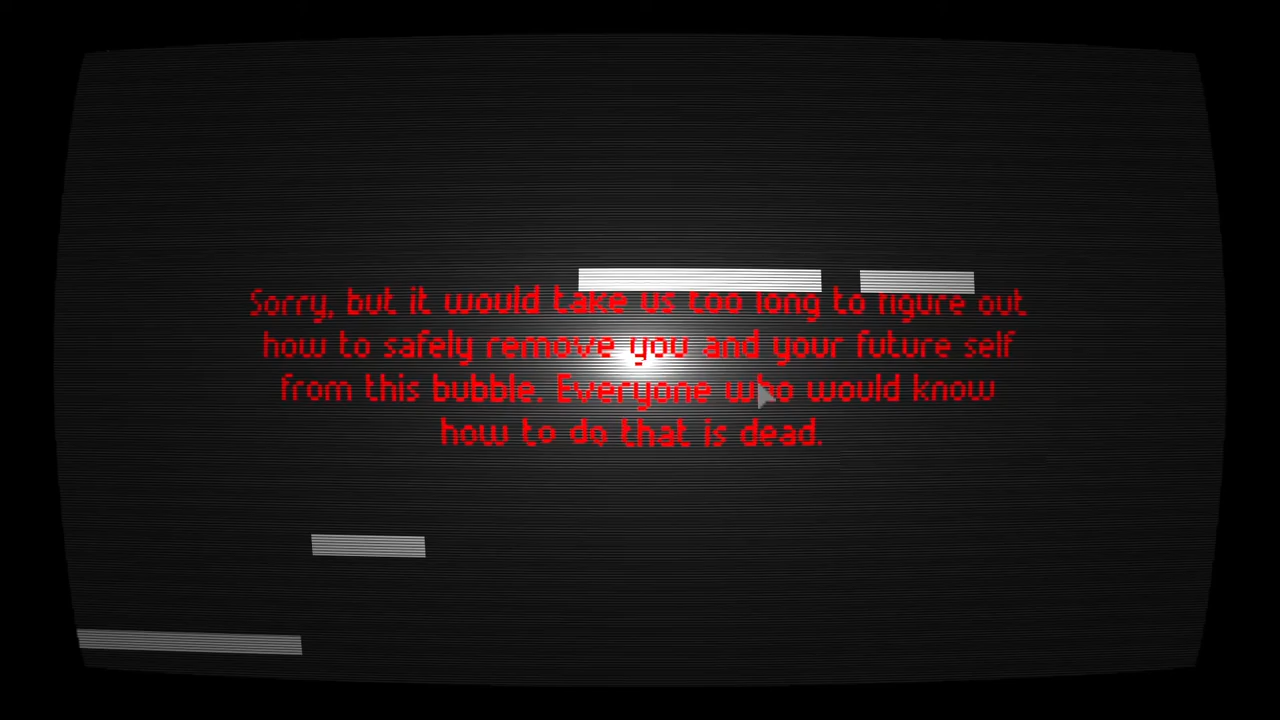 Sorry, but it would take us too long to figure out
how to safely remove you and your future self
from this bubble. Everyone who would know
how to do that is dead.